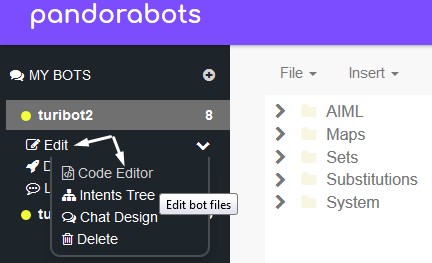 pandorabots
MY BOTS
turibot2 8
Edit
Code Editor
Intents Tree
Chat Design
Delete
Edit bot files
File
Insert
AIML
Maps
Sets
Substitutions
System